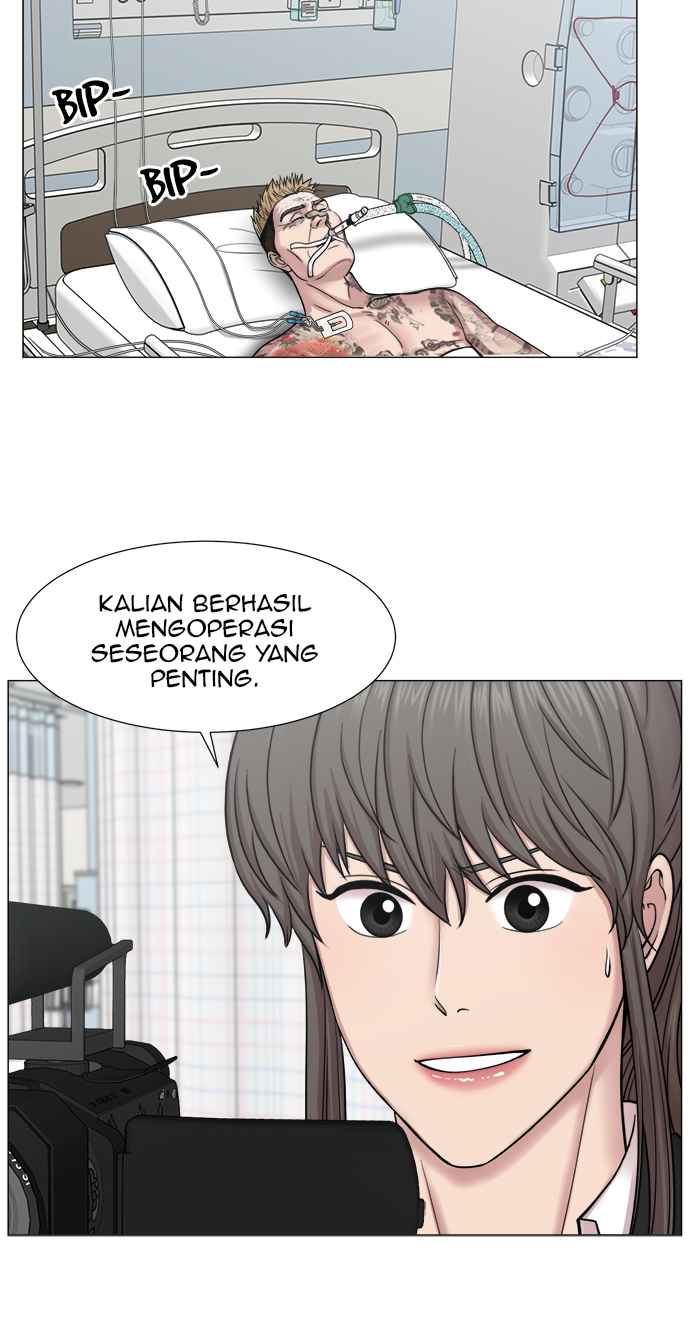 BIP-
BIP-
KALIAN BERHASIL
MENGOPERASI
SESEORANG YANG
PENTING.